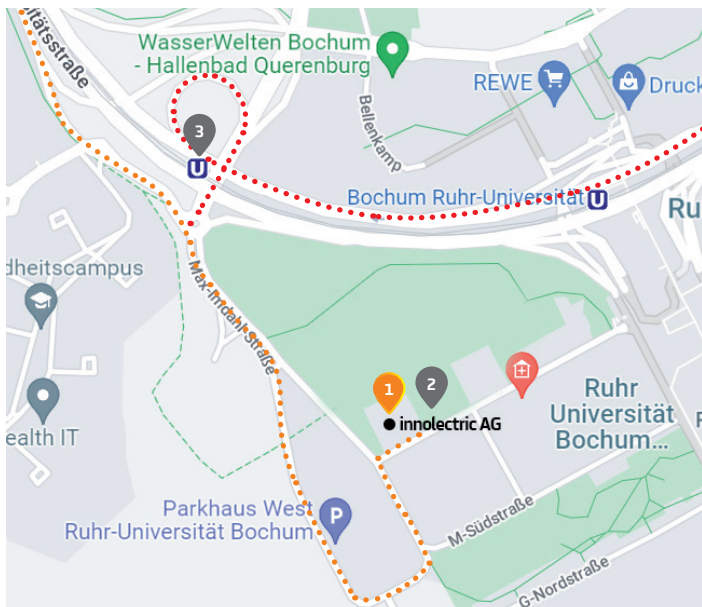 itätsstraße
WasserWelten Bochum
- Hallenbad Querenburg
REWE
Druck
Bellenkamp
3
U
Bochum Ruhr-Universität
U
Ru
dheitscampus
Max-Imdahl-Straße
1
2
innolectric AG
Ruhr
Universität
Bochum...
ealth IT
Parkhaus West
Ruhr-Universität Bochum
P
M-Südstraße
G-Nordstraße